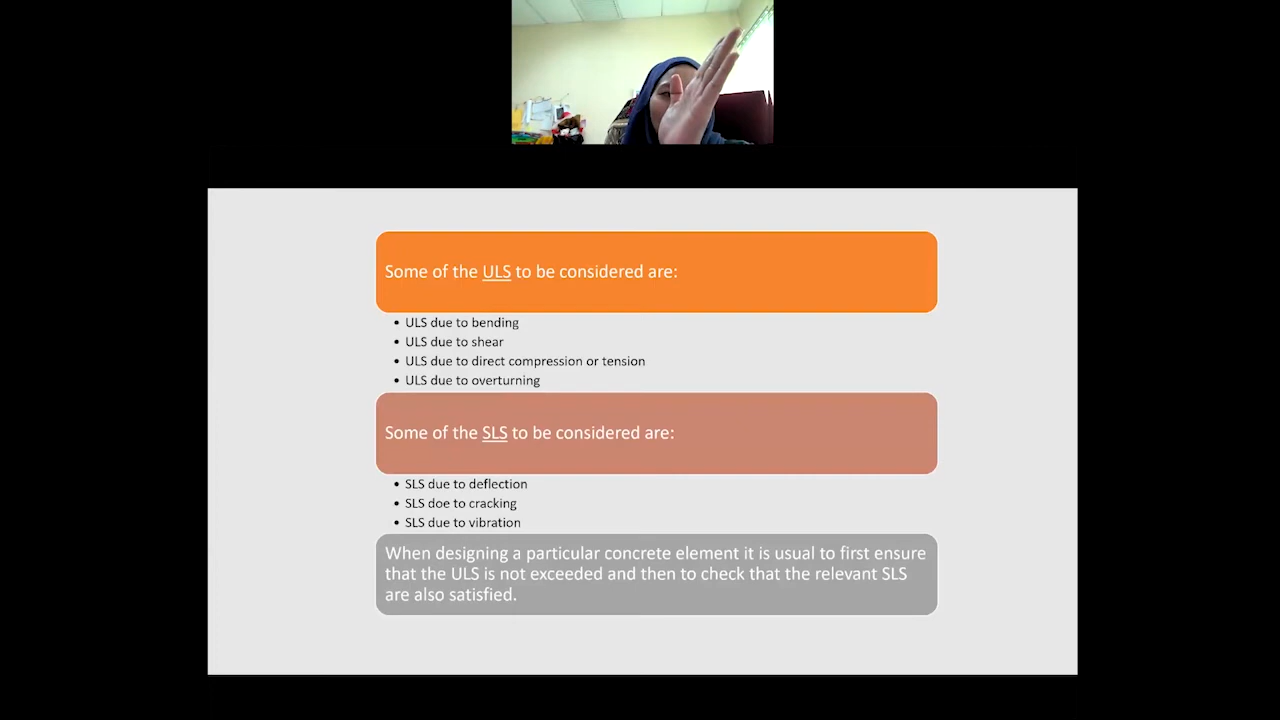 Some of the ULS to be considered are:
• ULS due to bending
• ULS due to shear
• ULS due to direct compression or tension
• ULS due to overturning
Some of the SLS to be considered are:
• SLS due to deflection
• SLS doe to cracking
• SLS due to vibration
When designing a particular concrete element it is usual to first ensure
that the ULS is not exceeded and then to check that the relevant SLS
are also satisfied.